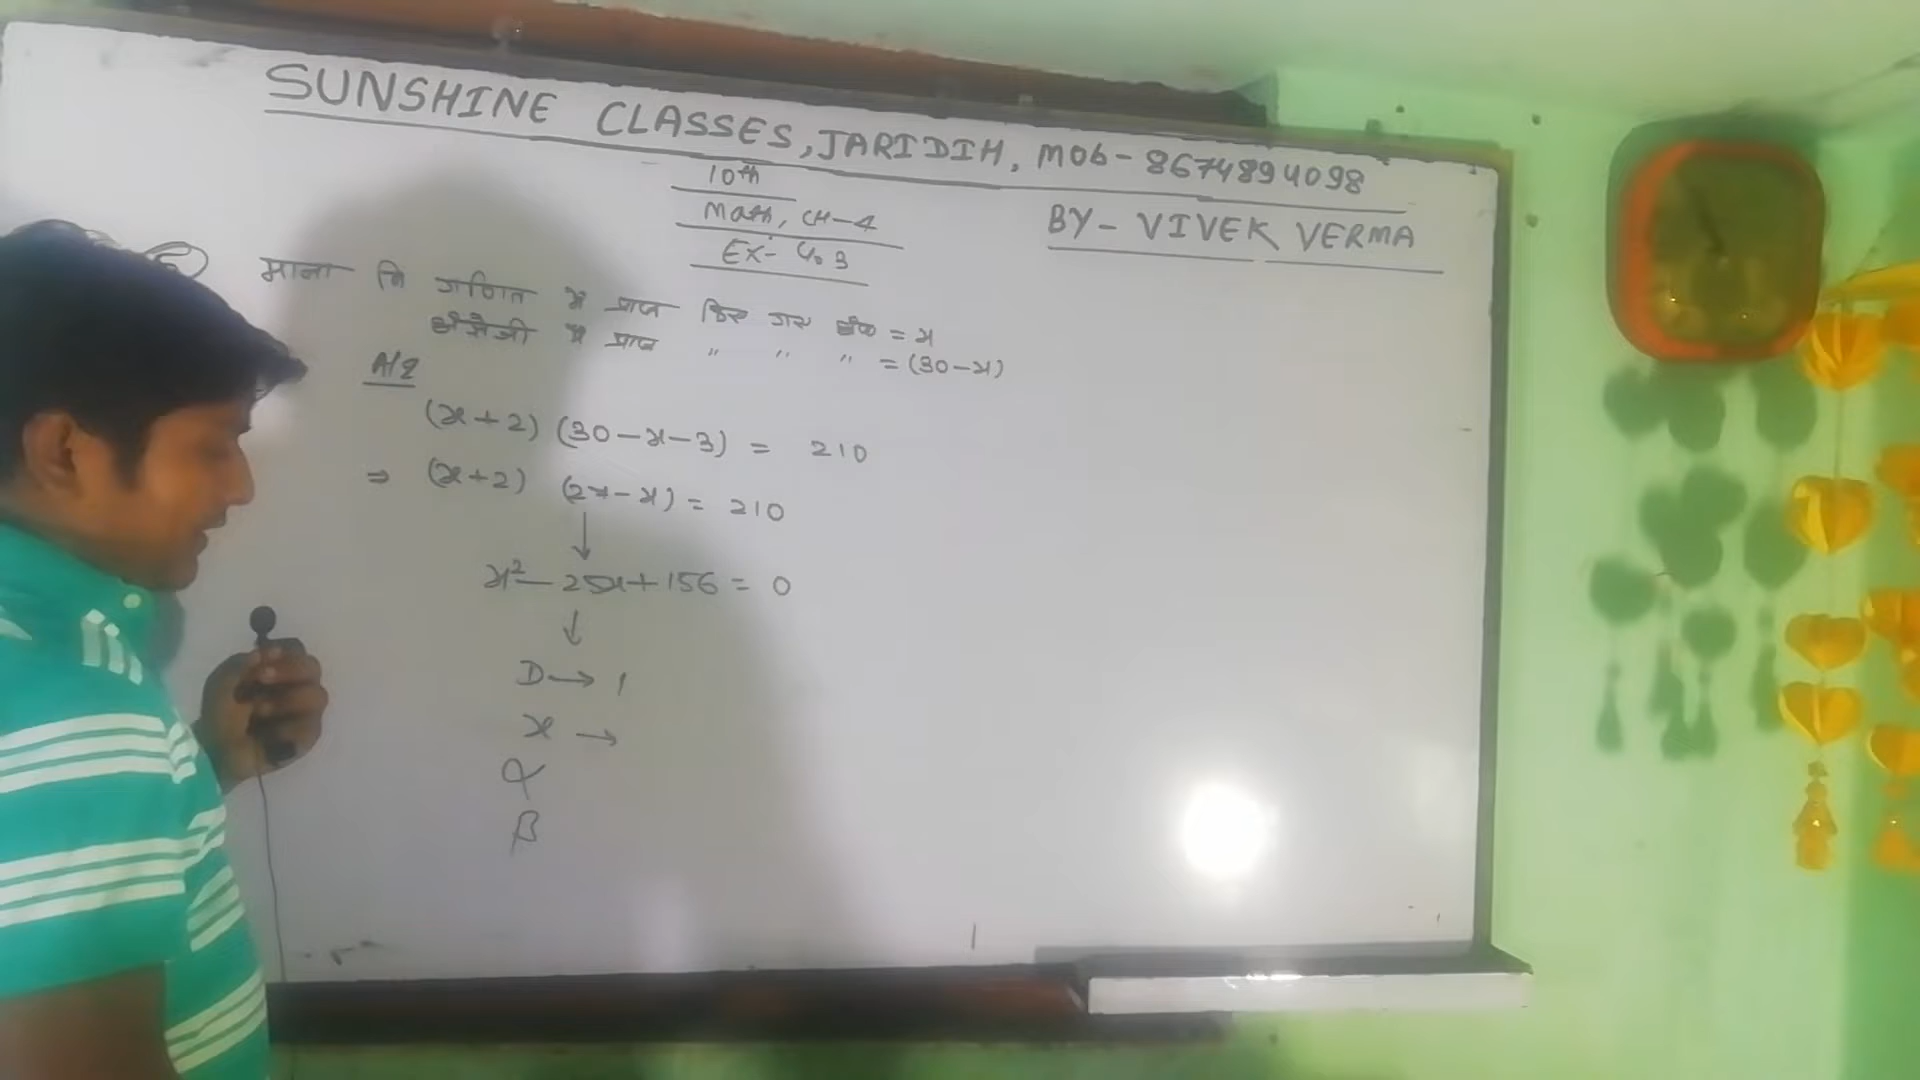 SUNSHINE CLASSES, JARIDIH, MOb - 8674894098
10th
Math, CH-4
BY - VIVEK VERMA
EX- 4.3
माना कि गणित में प्राप्त किए गए अंक = x
अंग्रेजी में प्राप्त " " " = (30-x)
A/Q
(x+2) (30-x-3) = 210
⇒ (x+2) (27-x) = 210
↓
x² - 25x + 156 = 0
↓
D → 1
x →
α
β